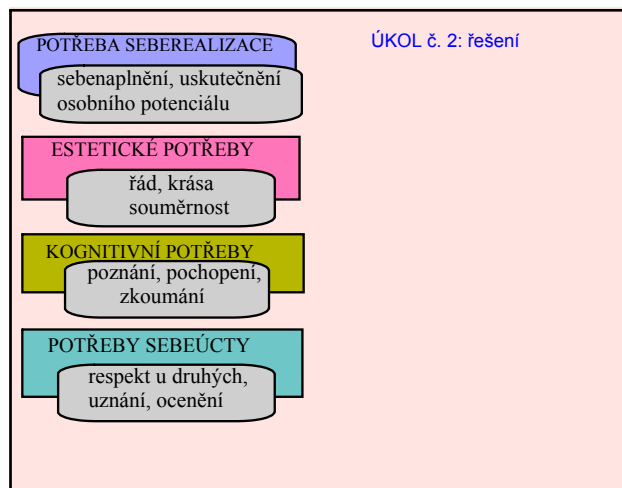 POTŘEBA SEBEREALIZACE
sebenaplnění, uskutečnění
osobního potenciálu
ÚKOL č. 2: řešení
ESTETICKÉ POTŘEBY
řád, krása
souměrnost
KOGNITIVNÍ POTŘEBY
poznání, pochopení,
zkoumání
POTŘEBY SEBEÚCTY
respekt u druhých,
uznání, ocenění